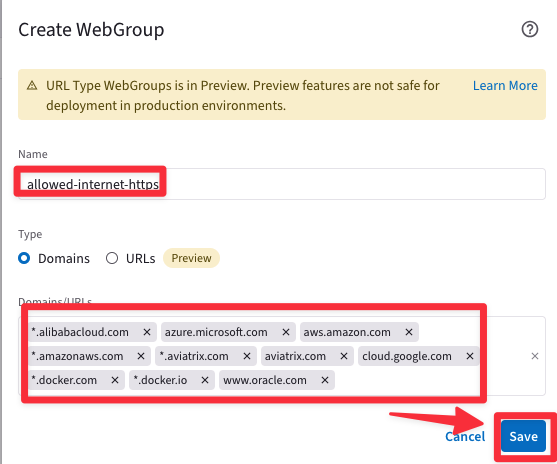 Create WebGroup
URL Type WebGroups is in Preview. Preview features are not safe for Learn More
deployment in production environments.
Name
allowed-internet-https
Type
Domains URLs Preview
Domains/URLs
*.alibabacloud.com × azure.microsoft.com × aws.amazon.com ×
*.amazonaws.com × *.aviatrix.com × aviatrix.com × cloud.google.com ×
*.docker.com × *.docker.io × www.oracle.com ×
Cancel Save